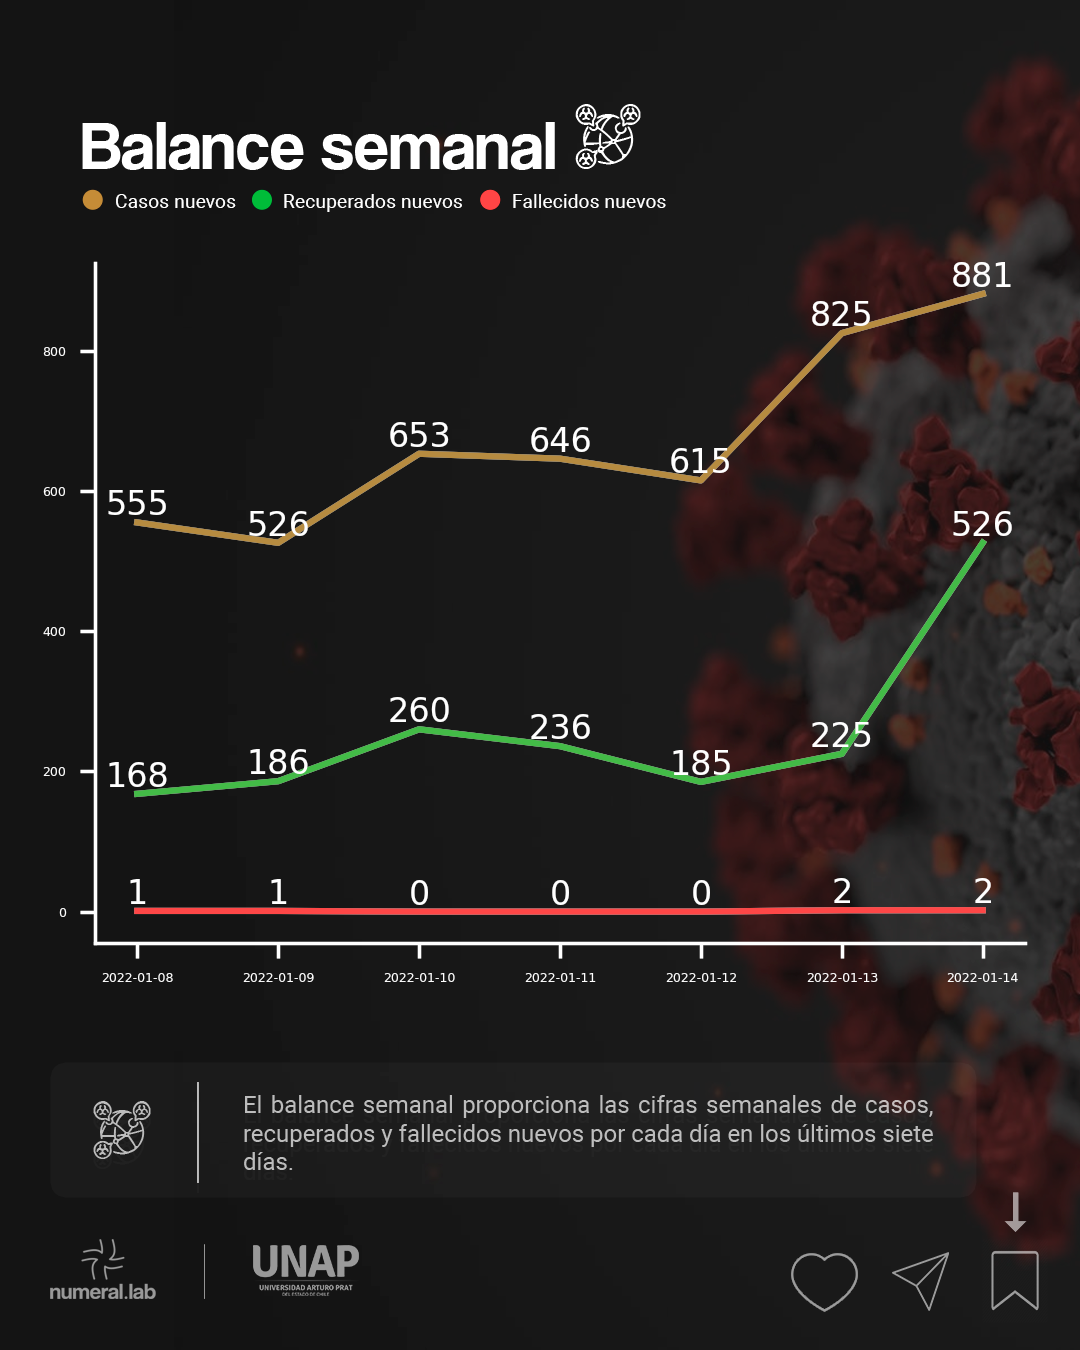 Balance semanal
Casos nuevos Recuperados nuevos Fallecidos nuevos
881
825
800
653
646
615
600
555
526
526
400
260
236
225
200
168
186
185
1 1 0 0 0 2 2
0
2022-01-08 2022-01-09 2022-01-10 2022-01-11 2022-01-12 2022-01-13 2022-01-14
El balance semanal proporciona las cifras semanales de casos,
recuperados y fallecidos nuevos por cada día en los últimos siete
días.
numeral.lab
UNAP
UNIVERSIDAD ARTURO PRAT
DEL ESTADO DE CHILE